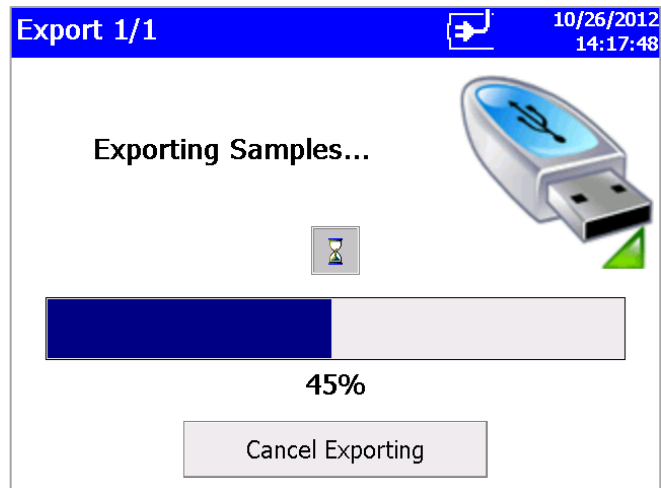 Export 1/1
10/26/2012
14:17:48
Exporting Samples...
45%
Cancel Exporting